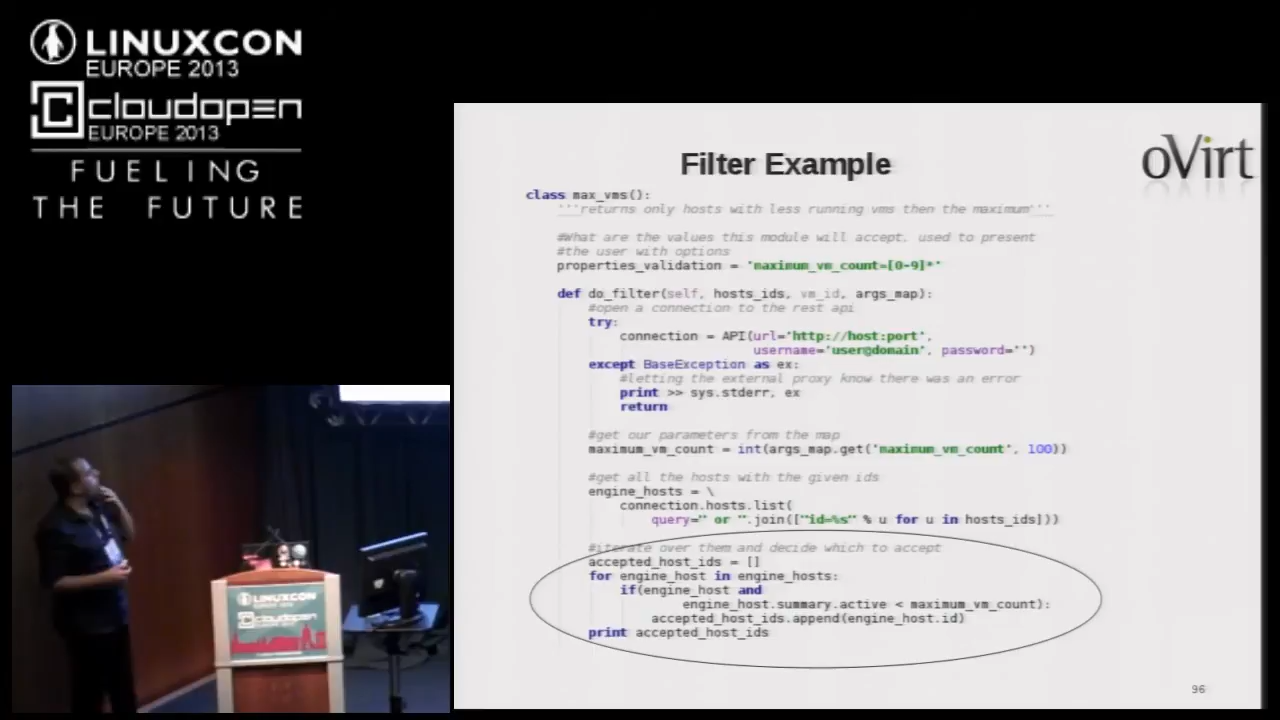 LINUXCON
EUROPE 2013
cloudopen
EUROPE 2013
FUELING
THE FUTURE
oVirt
Filter Example
class max_vms():
'''returns only hosts with less running vms then the maximum'''
#What are the values this module will accept, used to present
#the user with options
properties_validation = 'maximum_vm_count=[0-9]*'
def do_filter(self, hosts_ids, vm_id, args_map):
#open a connection to the rest api
try:
connection = API(url='http://host:port',
username='user@domain', password='')
except BaseException as ex:
#letting the external proxy know there was an error
print >> sys.stderr, ex
return
#get our parameters from the map
maximum_vm_count = int(args_map.get('maximum_vm_count', 100))
#get all the hosts with the given ids
engine_hosts = \
connection.hosts.list(
query=" or ".join(["id=%s" % u for u in hosts_ids]))
#iterate over them and decide which to accept
accepted_host_ids = []
for engine_host in engine_hosts:
if(engine_host and
engine_host.summary.active < maximum_vm_count):
accepted_host_ids.append(engine_host.id)
print accepted_host_ids
96
LINUXCON
cloudopen